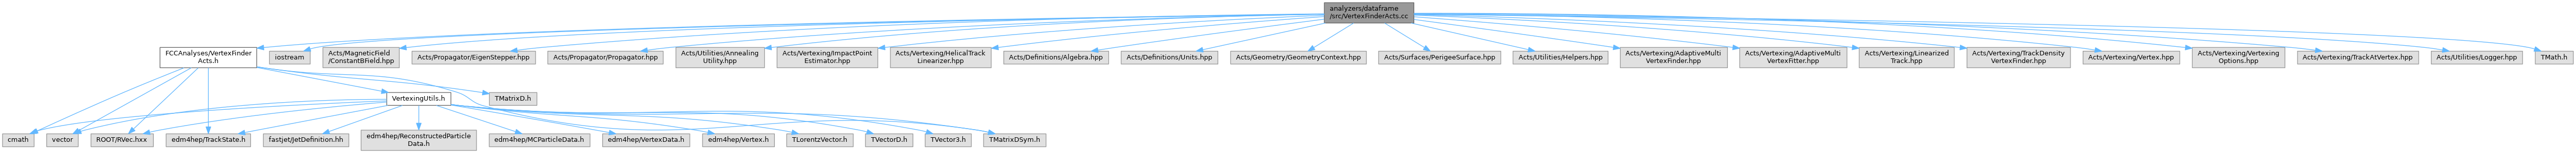 analyzers/dataframe
/src/VertexFinderActs.cc
FCCAnalyses/VertexFinder
Acts.h
iostream
Acts/MagneticField
/ConstantBField.hpp
Acts/Propagator/EigenStepper.hpp
Acts/Propagator/Propagator.hpp
Acts/Utilities/Annealing
Utility.hpp
Acts/Vertexing/ImpactPoint
Estimator.hpp
Acts/Vertexing/HelicalTrack
Linearizer.hpp
Acts/Definitions/Algebra.hpp
Acts/Definitions/Units.hpp
Acts/Geometry/GeometryContext.hpp
Acts/Surfaces/PerigeeSurface.hpp
Acts/Utilities/Helpers.hpp
Acts/Vertexing/AdaptiveMulti
VertexFinder.hpp
Acts/Vertexing/AdaptiveMulti
VertexFitter.hpp
Acts/Vertexing/Linearized
Track.hpp
Acts/Vertexing/TrackDensity
VertexFinder.hpp
Acts/Vertexing/Vertex.hpp
Acts/Vertexing/Vertexing
Options.hpp
Acts/Vertexing/TrackAtVertex.hpp
Acts/Utilities/Logger.hpp
TMath.h
VertexingUtils.h
TMatrixD.h
cmath
vector
ROOT/RVec.hxx
edm4hep/TrackState.h
fastjet/JetDefinition.hh
edm4hep/ReconstructedParticle
Data.h
edm4hep/MCParticleData.h
edm4hep/VertexData.h
edm4hep/Vertex.h
TLorentzVector.h
TVectorD.h
TVector3.h
TMatrixDSym.h